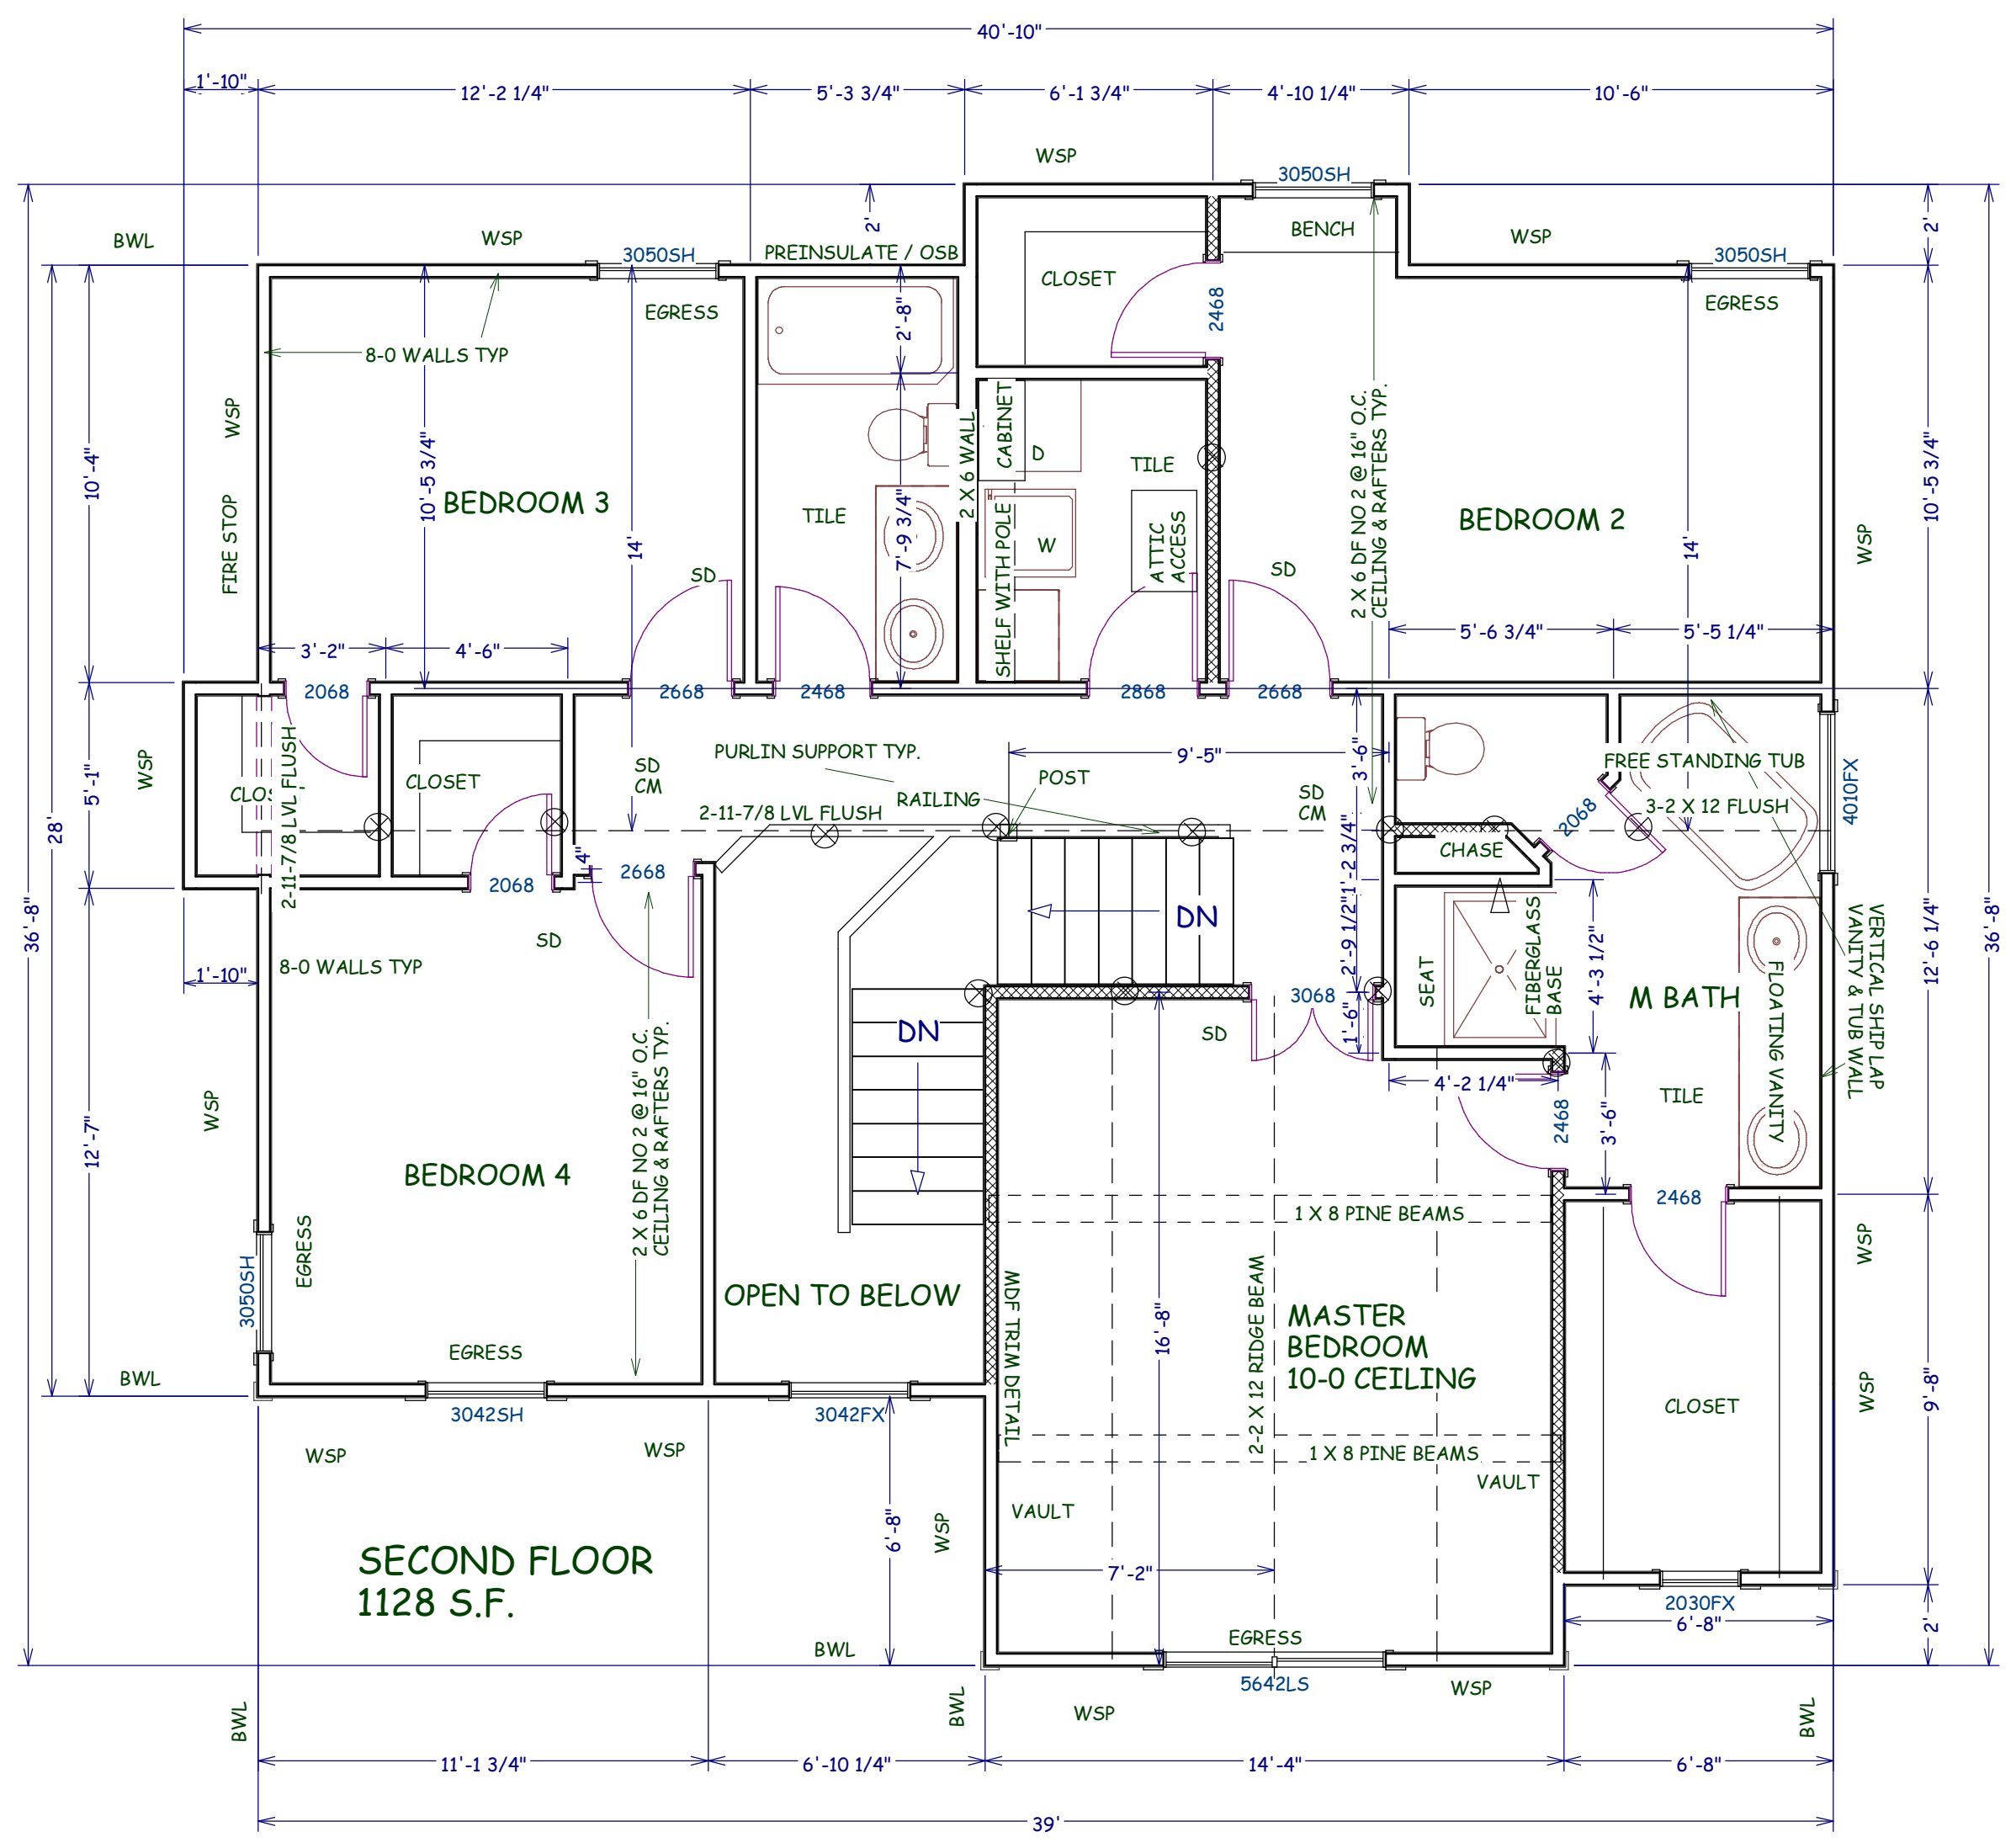 40'-10"
1'-10"
12'-2 1/4"
5'-3 3/4"
6'-1 3/4"
4'-10 1/4"
10'-6"
WSP
3050SH
BWL
WSP
3050SH
PREINSULATE / OSB
2'
BENCH
WSP
3050SH
2'
EGRESS
CLOSET
2468
EGRESS
8-0 WALLS TYP
2'-8"
WSP
10'-4"
10'-5 3/4"
BEDROOM 3
14'
TILE
7'-9 3/4"
2 X 6 WALL
CABINET
D
TILE
W
SHELF WITH POLE
ATTIC
ACCESS
2 X 6 DF NO 2 @ 16" O.C.
CEILING & RAFTERS TYP.
BEDROOM 2
14'
WSP
10'-5 3/4"
FIRE STOP
SD
SD
3'-2"
4'-6"
5'-6 3/4"
5'-5 1/4"
2068
2668
2468
2868
2668
WSP
5'-1"
28'
2-11-7/8 LVL FLUSH
CLOSET
SD
CM
PURLIN SUPPORT TYP.
9'-5"
POST
RAILING
2-11-7/8 LVL FLUSH
SD
CM
3'-6"
FREE STANDING TUB
3-2 X 12 FLUSH
2068
4010FX
CHASE
1'-2 3/4"
4"
2068
2668
36'-8"
36'-8"
DN
2'-9 1/2"
SEAT
FIBERGLASS
BASE
4'-3 1/2"
M BATH
FLOATING VANITY
VERTICAL SHIP LAP
VANITY & TUB WALL
12'-6 1/4"
SD
8-0 WALLS TYP
1'-10"
DN
3068
SD
1'-6"
4'-2 1/4"
2468
3'-6"
TILE
WSP
12'-7"
2 X 6 DF NO 2 @ 16" O.C.
CEILING & RAFTERS TYP.
BEDROOM 4
2468
1 X 8 PINE BEAMS
WSP
EGRESS
3050SH
OPEN TO BELOW
MDF TRIM DETAIL
16'-8"
2-2 X 12 RIDGE BEAM
MASTER
BEDROOM
10-0 CEILING
EGRESS
BWL
3042SH
3042FX
CLOSET
WSP
9'-8"
WSP
WSP
1 X 8 PINE BEAMS
VAULT
VAULT
6'-8"
WSP
SECOND FLOOR
1128 S.F.
7'-2"
2030FX
6'-8"
2'
EGRESS
BWL
5642LS
WSP
WSP
BWL
BWL
BWL
11'-1 3/4"
6'-10 1/4"
14'-4"
6'-8"
39'